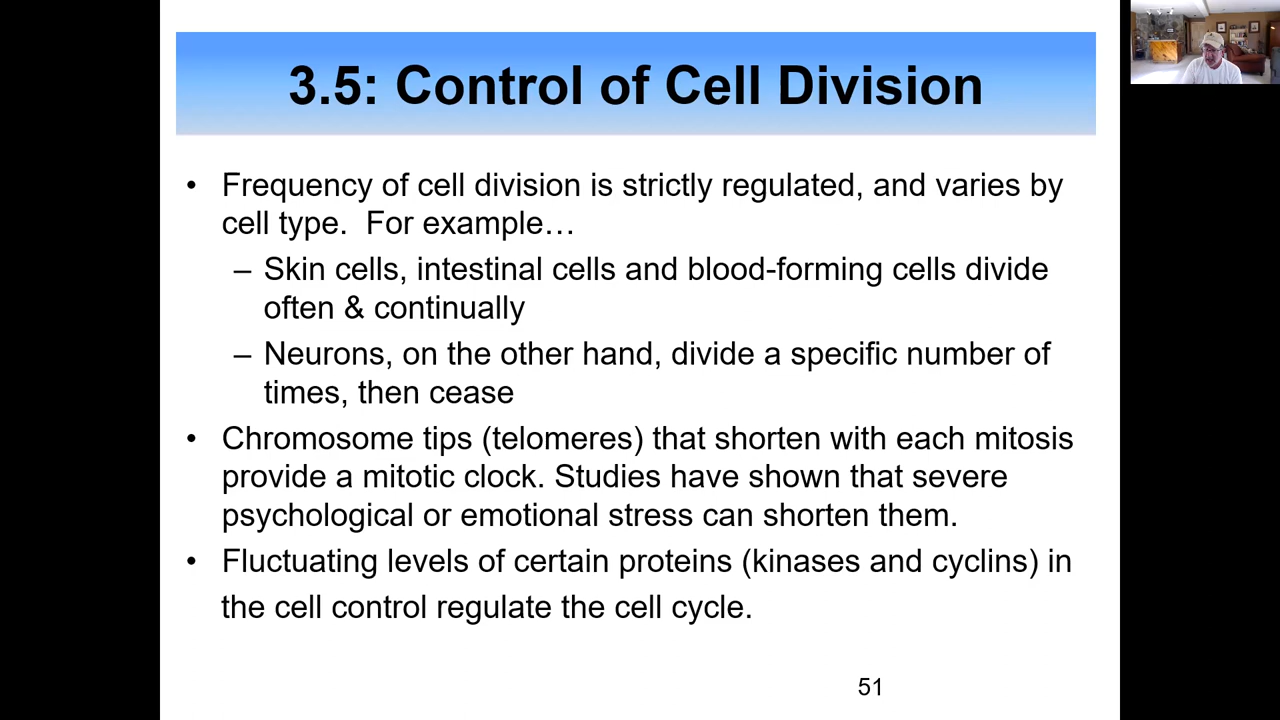 3.5: Control of Cell Division
• Frequency of cell division is strictly regulated, and varies by
cell type.  For example…
– Skin cells, intestinal cells and blood-forming cells divide
often & continually
– Neurons, on the other hand, divide a specific number of
times, then cease
• Chromosome tips (telomeres) that shorten with each mitosis
provide a mitotic clock. Studies have shown that severe
psychological or emotional stress can shorten them.
• Fluctuating levels of certain proteins (kinases and cyclins) in
the cell control regulate the cell cycle.
51